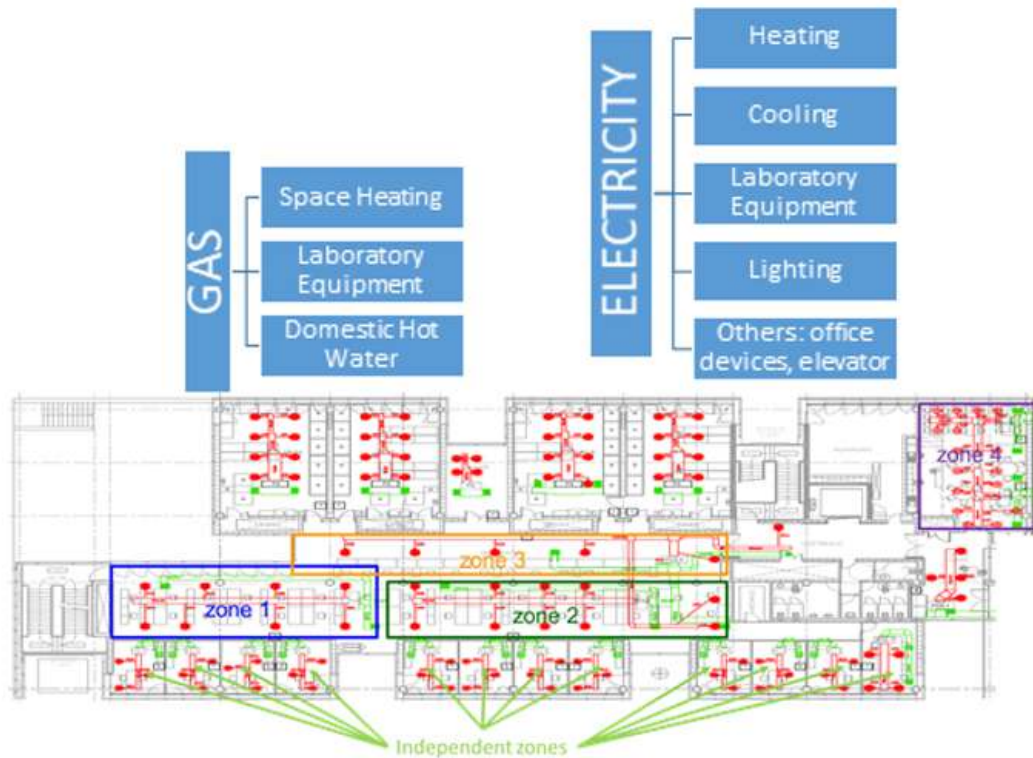 GAS
Space Heating
Laboratory
Equipment
Domestic Hot
Water
ELECTRICITY
Heating
Cooling
Laboratory
Equipment
Lighting
Others: office
devices, elevator
zone 4
zone 3
zone 1
zone 2
Independent zones